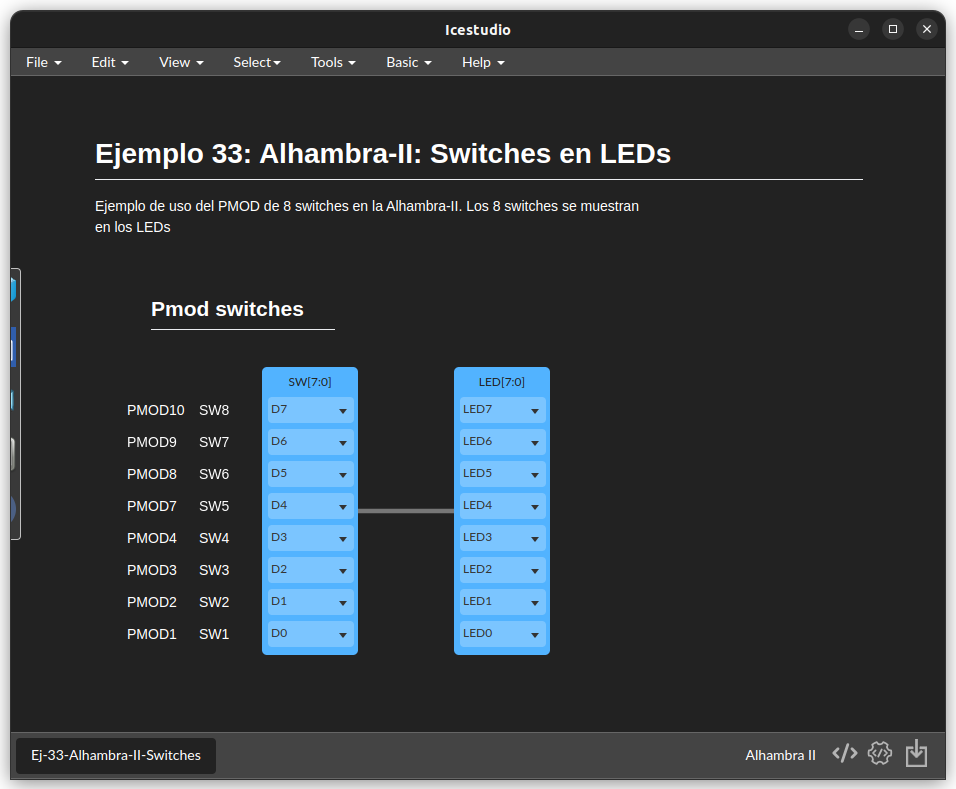 Icestudio
File Edit View Select Tools Basic Help
Ejemplo 33: Alhambra-II: Switches en LEDs
Ejemplo de uso del PMOD de 8 switches en la Alhambra-II. Los 8 switches se muestran
en los LEDs
Pmod switches
SW[7:0] LED[7:0]
PMOD10 SW8 D7 LED7
PMOD9 SW7 D6 LED6
PMOD8 SW6 D5 LED5
PMOD7 SW5 D4 LED4
PMOD4 SW4 D3 LED3
PMOD3 SW3 D2 LED2
PMOD2 SW2 D1 LED1
PMOD1 SW1 D0 LED0
Ej-33-Alhambra-II-Switches Alhambra II